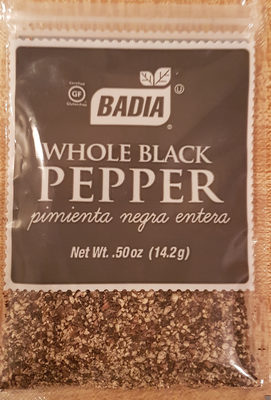 Certified
GF
Gluten-Free
BADIA
U
®
WHOLE BLACK
PEPPER
pimienta negra entera
Net Wt. .50 oz (14.2 g)